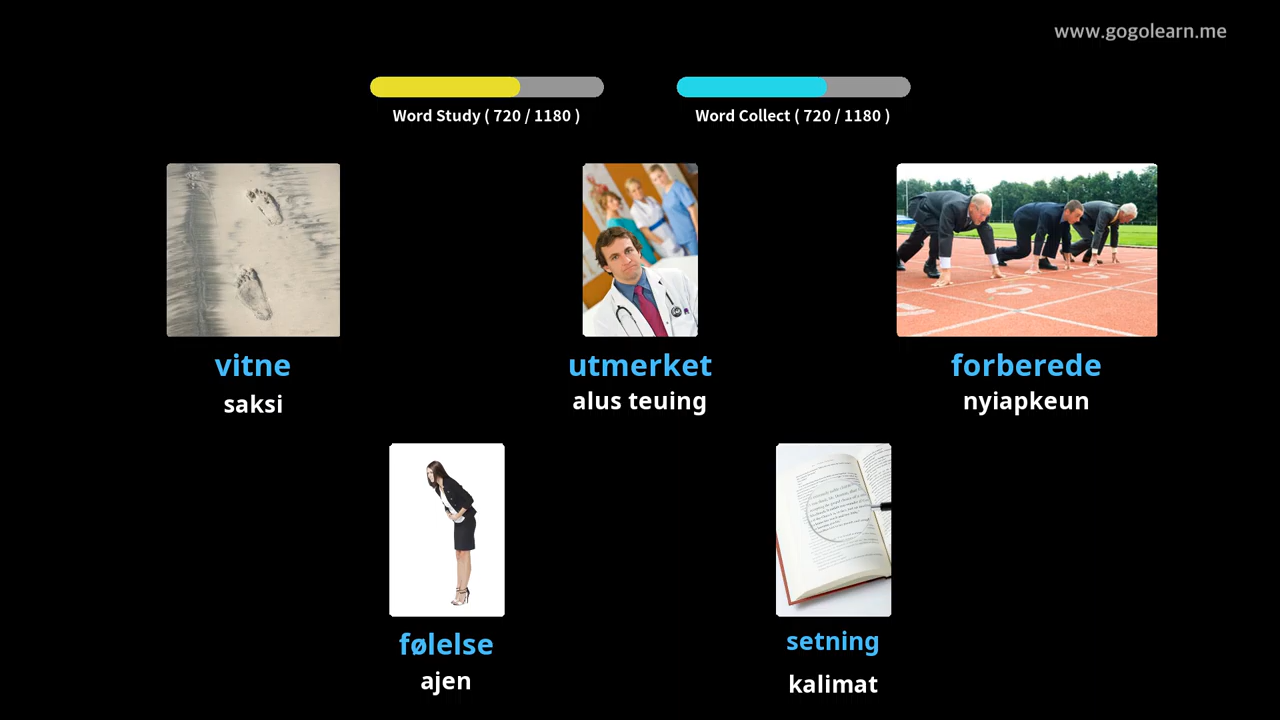 www.gogolearn.me
Word Study ( 720 / 1180 )
Word Collect ( 720 / 1180 )
vitne
saksi
utmerket
alus teuing
forberede
nyiapkeun
følelse
ajen
setning
kalimat